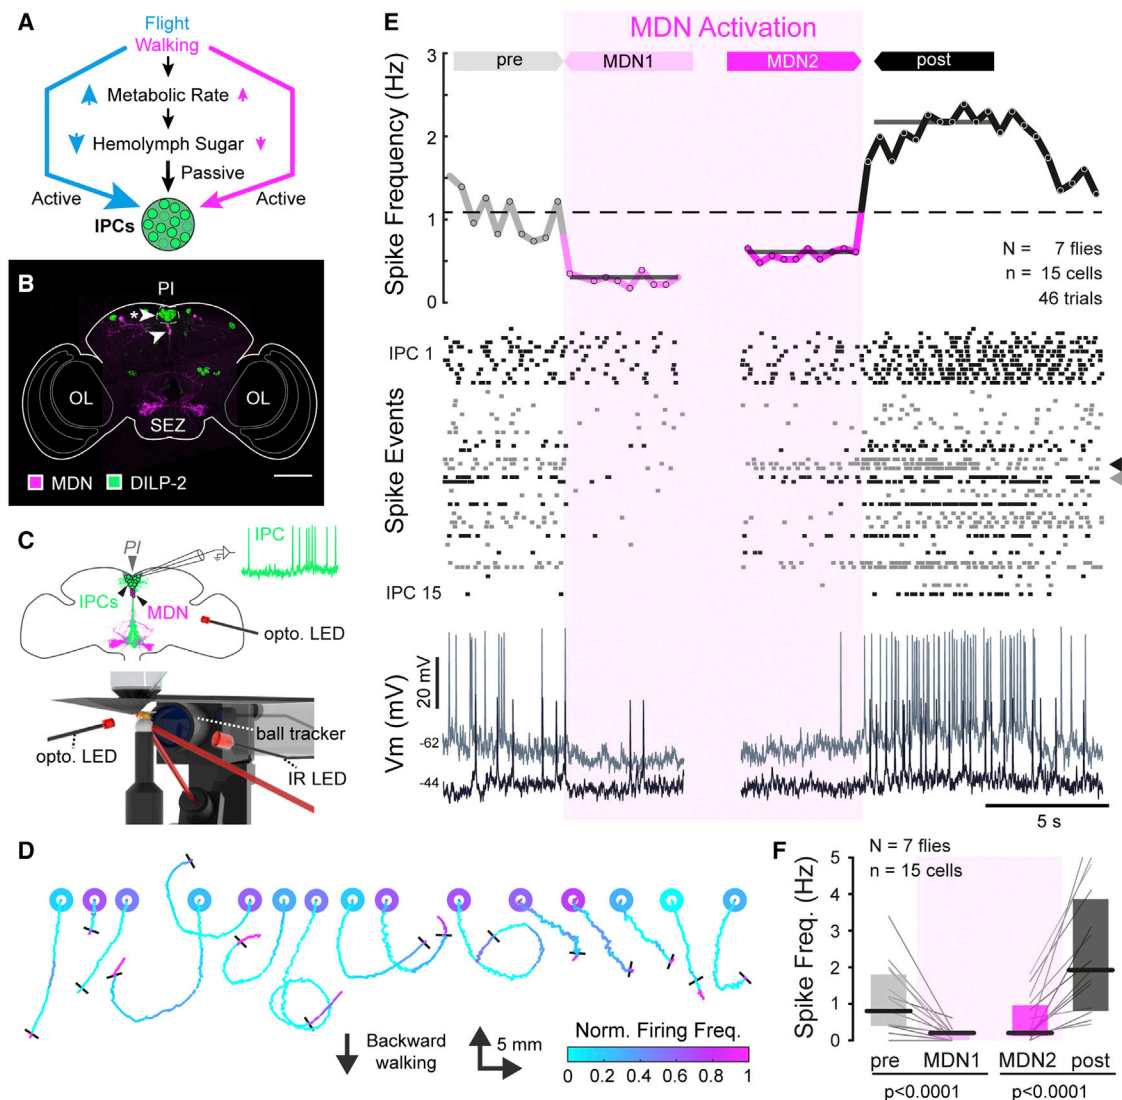 A
Flight
Walking
Metabolic Rate
Hemolymph Sugar
Passive
Active
Active
IPCs
B
PI
*
OL
OL
SEZ
MDN
DILP-2
C
PI
IPC
IPCs
MDN
opto. LED
ball tracker
opto. LED
IR LED
D
Backward
walking
5 mm
Norm. Firing Freq.
0 0.2 0.4 0.6 0.8 1
E
MDN Activation
pre
MDN1
MDN2
post
Spike Frequency (Hz)
3
2
1
0
N = 7 flies
n = 15 cells
46 trials
IPC 1
Spike Events
IPC 15
Vm (mV)
20 mV
-62
-44
5 s
F
N = 7 flies
n = 15 cells
Spike Freq. (Hz)
5
4
3
2
1
0
pre MDN1 MDN2 post
p<0.0001 p<0.0001